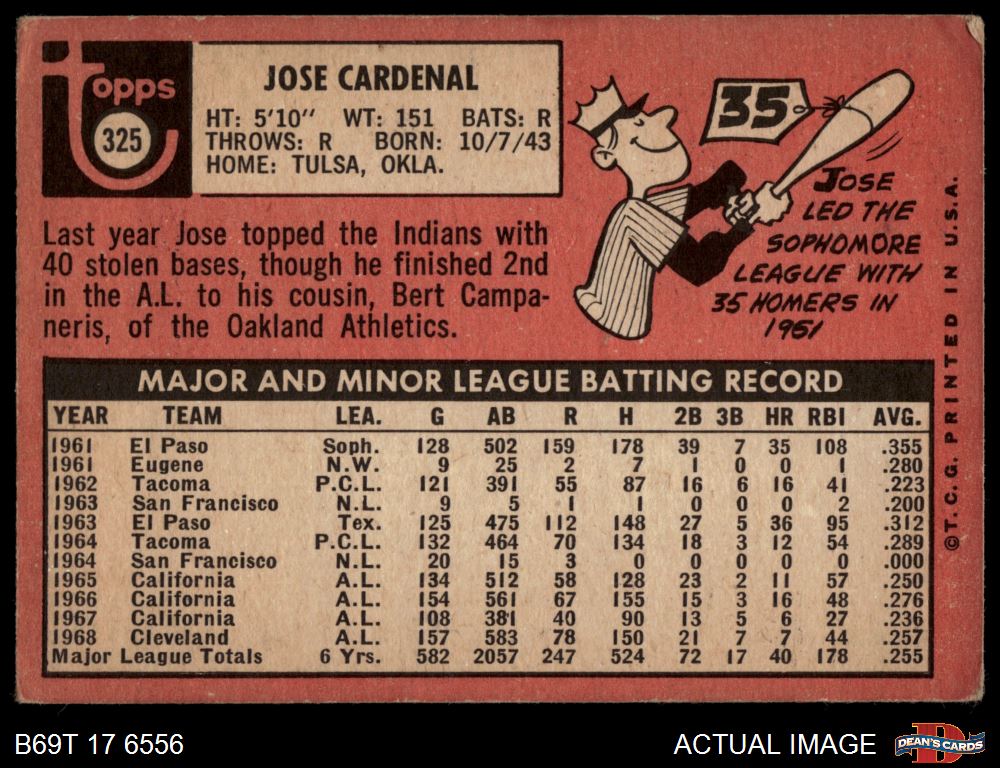 Topps
325
JOSE CARDENAL
HT: 5'10" WT: 151 BATS: R
THROWS: R BORN: 10/7/43
HOME: TULSA, OKLA.
Last year Jose topped the Indians with
40 stolen bases, though he finished 2nd
in the A.L. to his cousin, Bert Campa-
neris, of the Oakland Athletics.
35
JOSE
LED THE
SOPHOMORE
LEAGUE WITH
35 HOMERS IN
1961
MAJOR AND MINOR LEAGUE BATTING RECORD
YEAR TEAM LEA. G AB R H 2B 3B HR RBI AVG.
1961 El Paso Soph. 128 502 159 178 39 7 35 108 .355
1961 Eugene N.W. 9 25 2 7 1 0 0 1 .280
1962 Tacoma P.C.L. 121 391 55 87 16 6 16 41 .223
1963 San Francisco N.L. 9 5 1 1 0 0 0 2 .200
1963 El Paso Tex. 125 475 112 148 27 5 36 95 .312
1964 Tacoma P.C.L. 132 464 70 134 18 3 12 54 .289
1964 San Francisco N.L. 20 15 3 0 0 0 0 0 .000
1965 California A.L. 134 512 58 128 23 2 11 57 .250
1966 California A.L. 154 561 67 155 15 3 16 48 .276
1967 California A.L. 108 381 40 90 13 5 6 27 .236
1968 Cleveland A.L. 157 583 78 150 21 7 7 44 .257
Major League Totals 6 Yrs. 582 2057 247 524 72 17 40 178 .255
©T.C.G. PRINTED IN U.S.A.
B69T 17 6556
ACTUAL IMAGE
D
DEAN'S CARDS